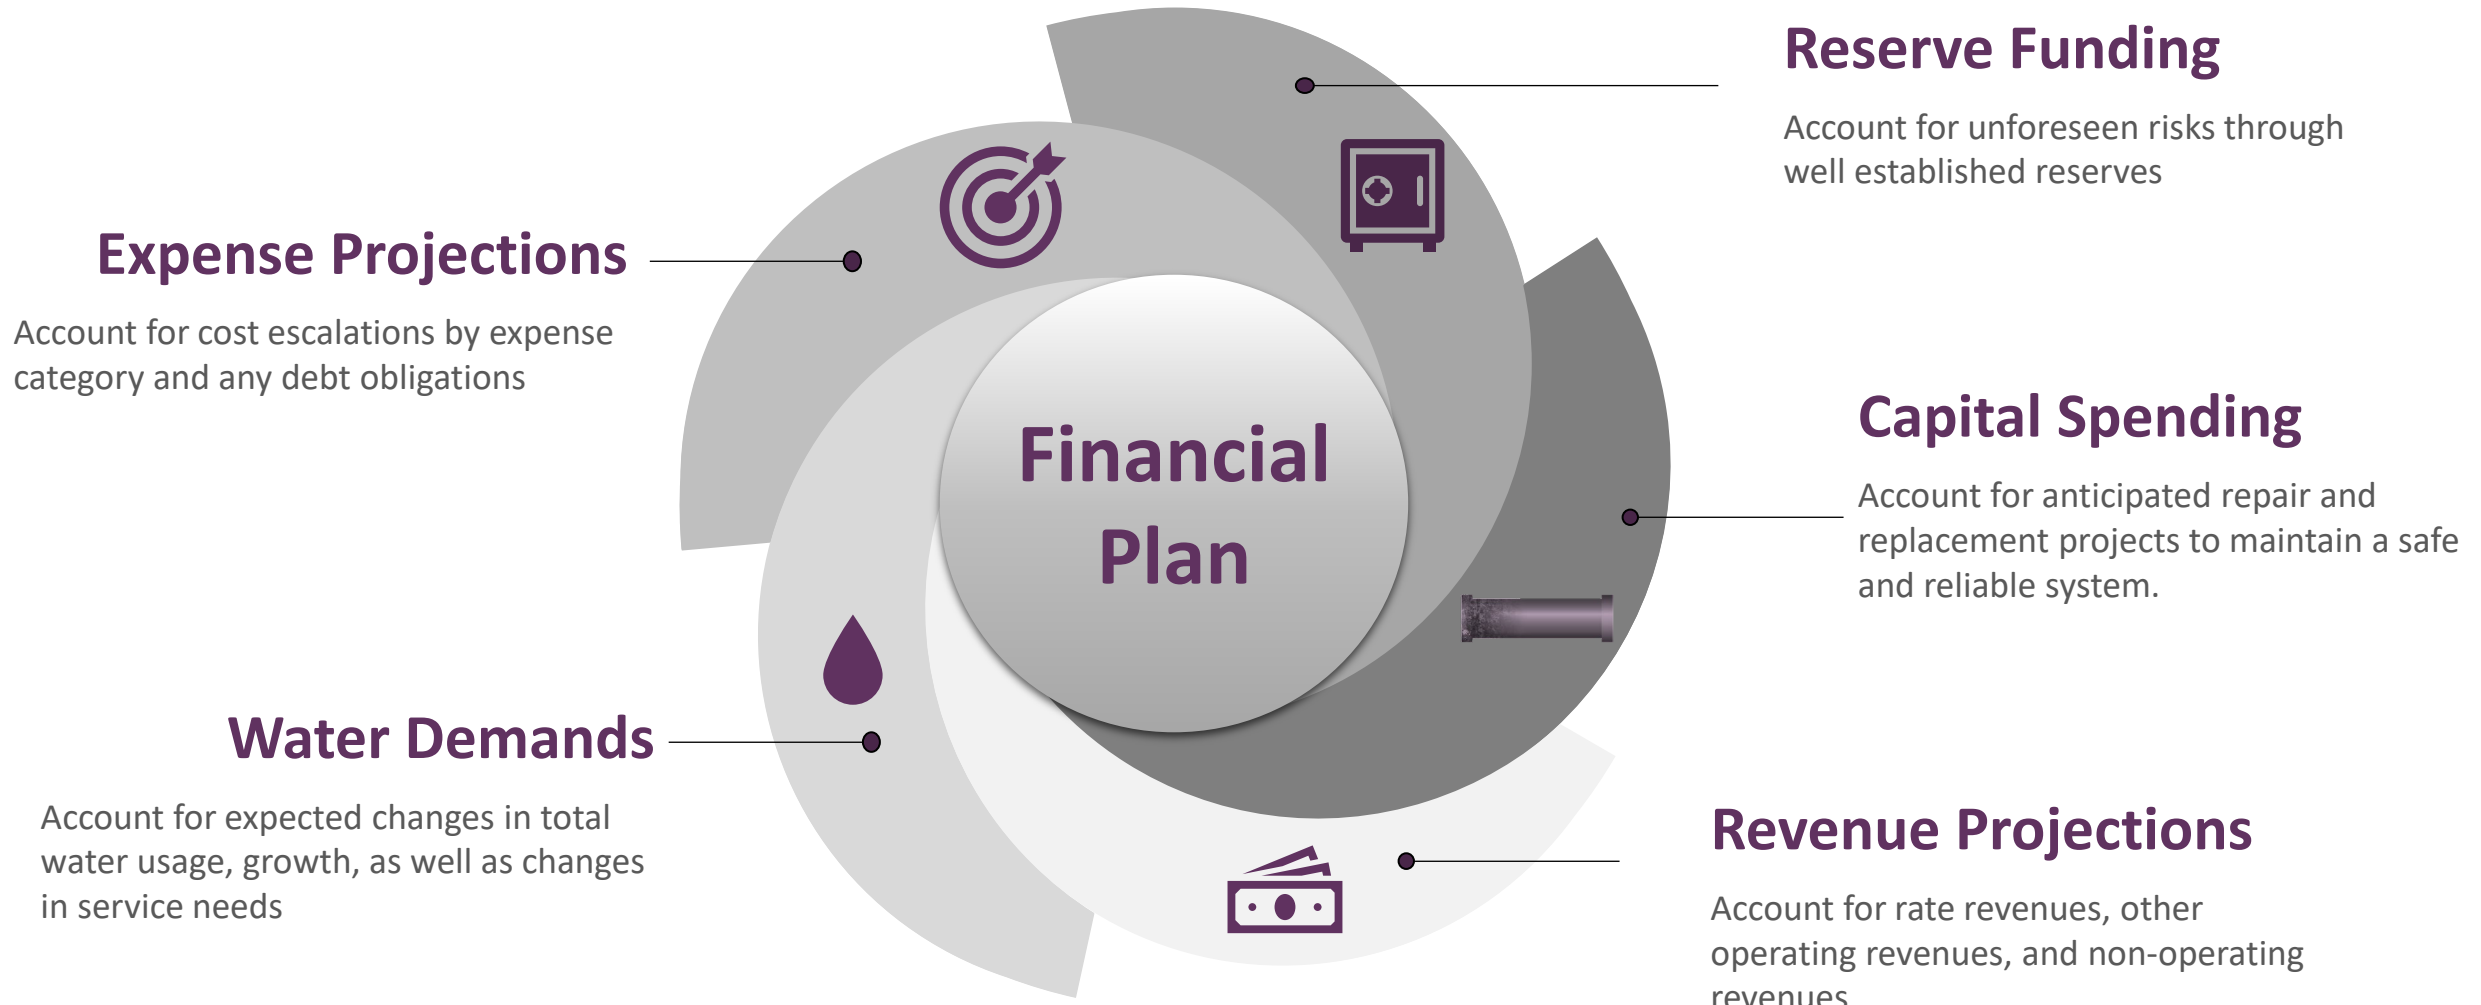 Reserve Funding
Account for unforeseen risks through
well established reserves
Expense Projections
Account for cost escalations by expense
category and any debt obligations
Financial
Plan
Capital Spending
Account for anticipated repair and
replacement projects to maintain a safe
and reliable system.
Water Demands
Account for expected changes in total
water usage, growth, as well as changes
in service needs
Revenue Projections
Account for rate revenues, other
operating revenues, and non-operating
revenues